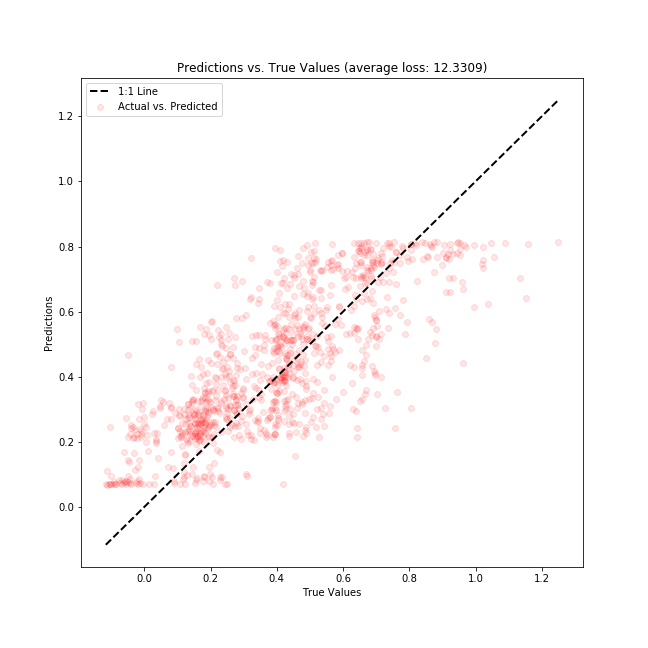 Predictions vs. True Values (average loss: 12.3309)
1:1 Line
Actual vs. Predicted
1.2
1.0
0.8
0.6
0.4
0.2
0.0
Predictions
0.0 0.2 0.4 0.6 0.8 1.0 1.2
True Values